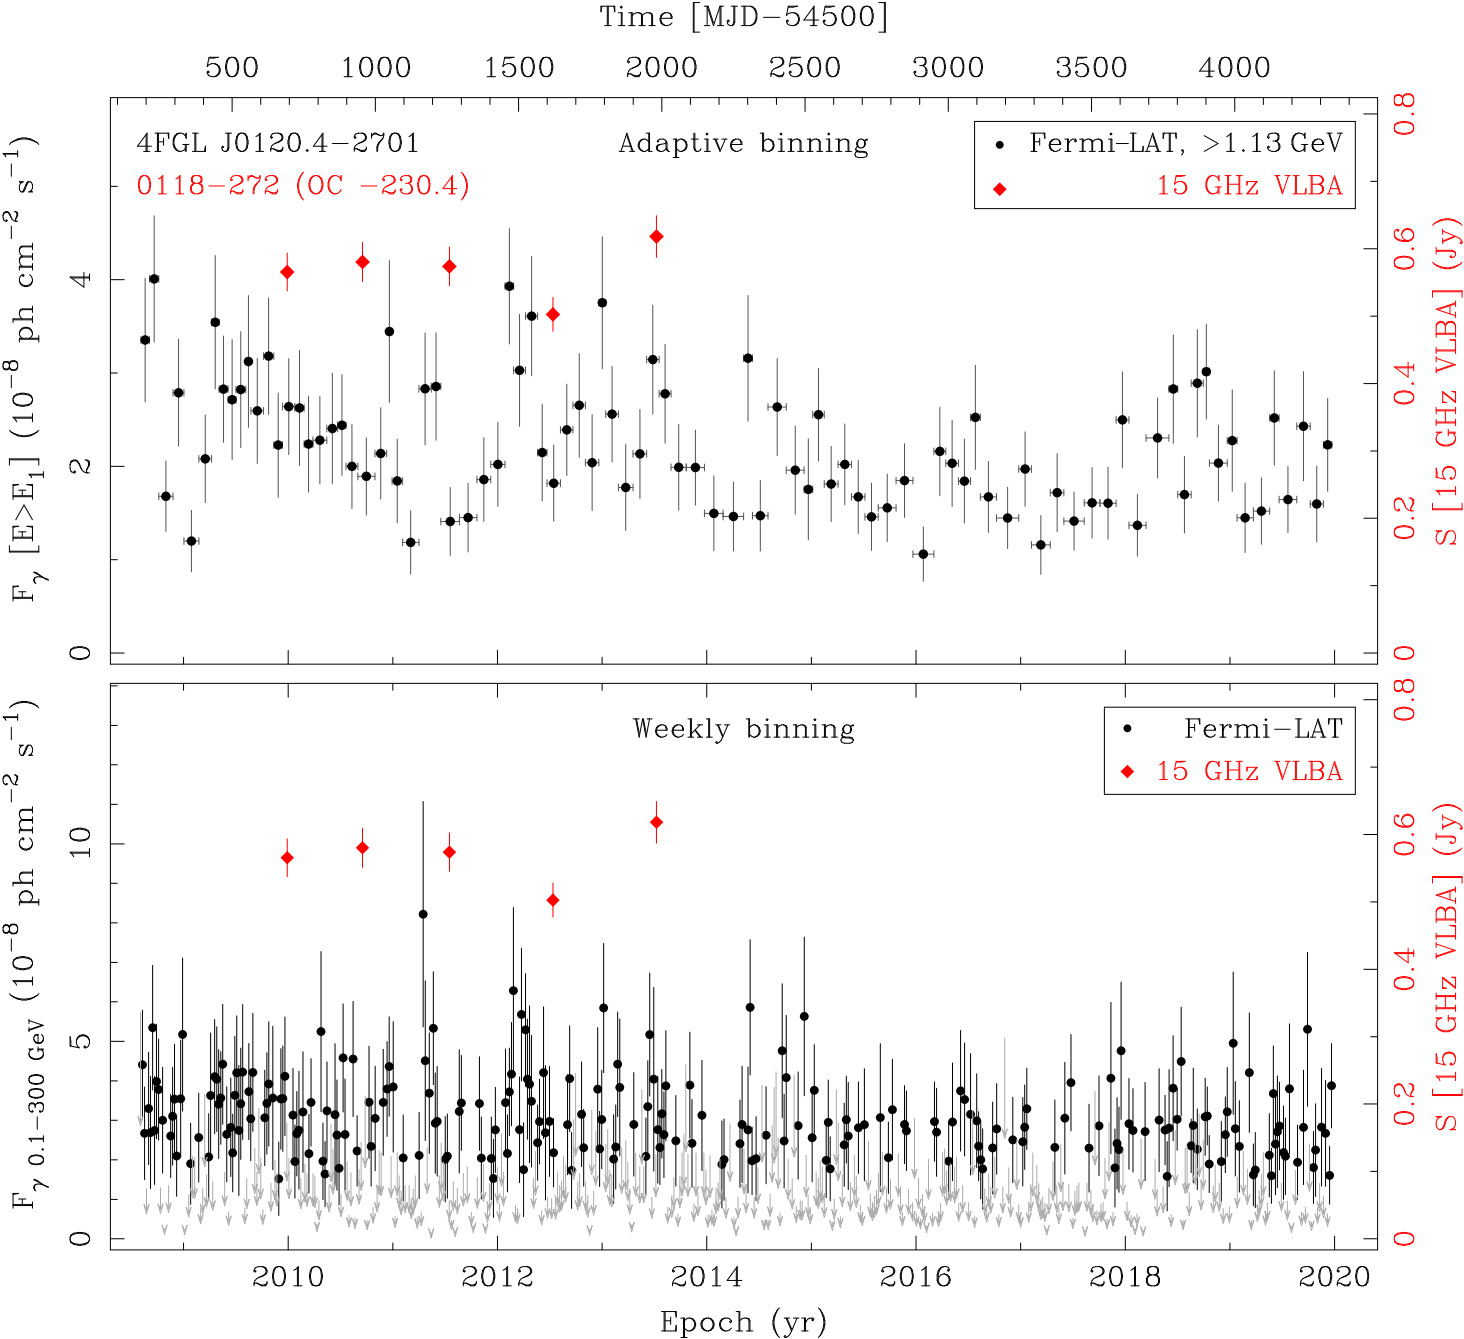 Time [MJD−54500]
500 1000 1500 2000 2500 3000 3500 4000
4FGL J0120.4−2701
Adaptive binning
Fermi−LAT, >1.13 GeV
0118−272 (OC −230.4)
15 GHz VLBA
F_γ [E>E_1] (10^−8 ph cm^−2 s^−1)
4
2
0
0.8
0.6
0.4
0.2
0
S [15 GHz VLBA] (Jy)
Weekly binning
Fermi−LAT
15 GHz VLBA
F_γ 0.1−300 GeV (10^−8 ph cm^−2 s^−1)
10
5
0
0.8
0.6
0.4
0.2
0
S [15 GHz VLBA] (Jy)
2010 2012 2014 2016 2018 2020
Epoch (yr)